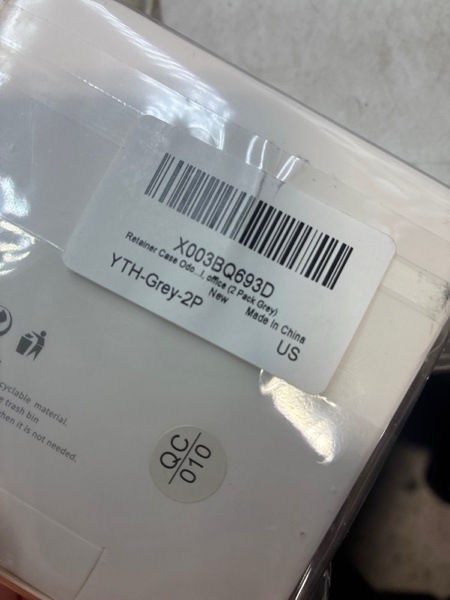 X003BQ693D
Retainer Case Odo...l, office (2 Pack Grey)
New
Made in China
YTH-Grey-2P
US
cyclable material.
e trash bin
hen it is not needed.
QC
010